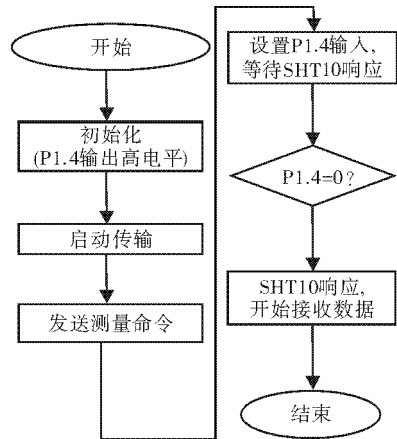 开始
初始化
(P1.4输出高电平)
启动传输
发送测量命令
设置P1.4输入,
等待SHT10响应
P1.4=0?
SHT10响应,
开始接收数据
结束